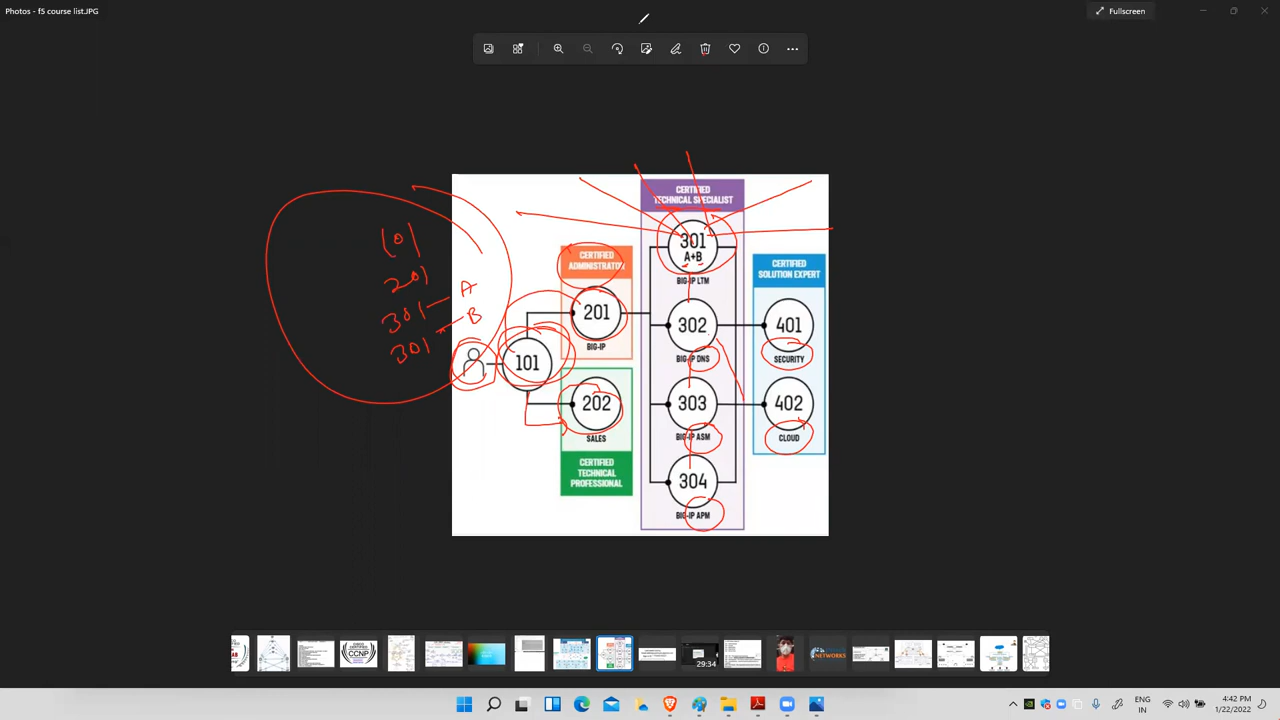 Photos - f5 course list.JPG
Fullscreen
101
201
301 A
301 B
CERTIFIED
TECHNICAL SPECIALIST
301
A+B
BIG-IP LTM
CERTIFIED
ADMINISTRATOR
201
BIG-IP
302
BIG-IP DNS
CERTIFIED
SOLUTION EXPERT
401
SECURITY
101
202
SALES
CERTIFIED
TECHNICAL
PROFESSIONAL
303
BIG-IP ASM
402
CLOUD
304
BIG-IP APM
CCNP
29:34
NETWORKS
ENG
IN
4:42 PM
1/22/2022